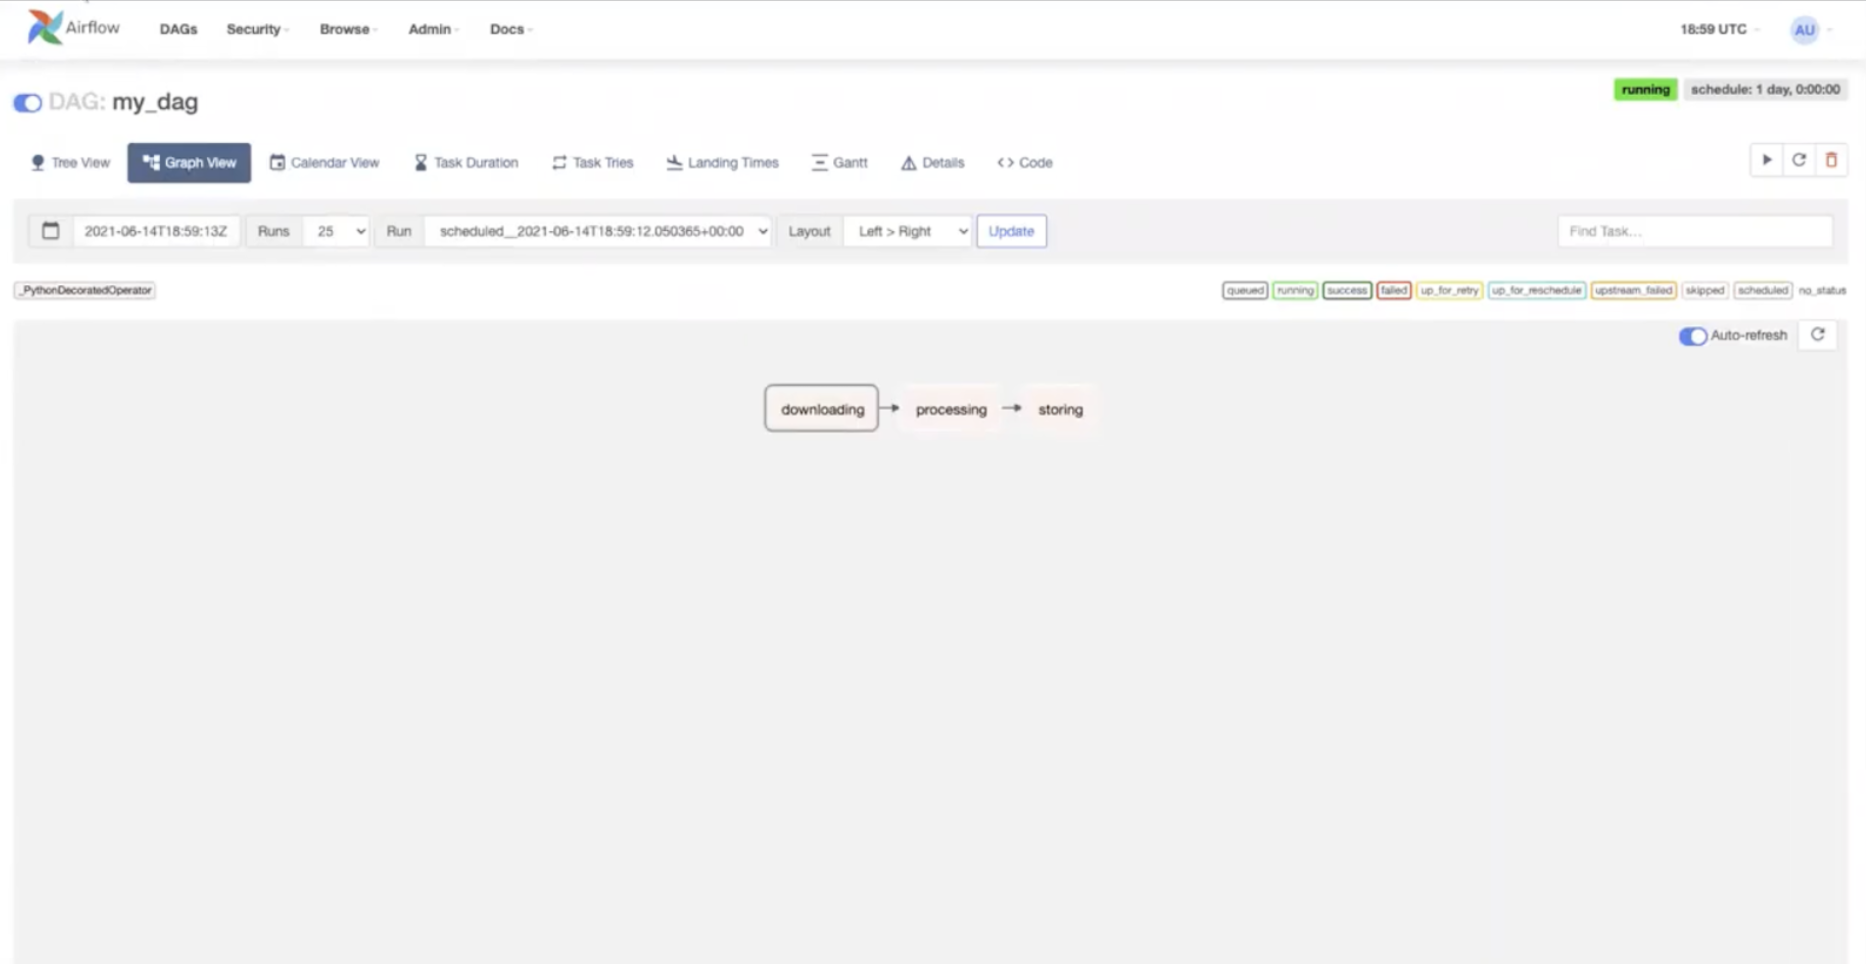 Airflow DAGs Security Browse Admin Docs 18:59 UTC AU
DAG: my_dag running schedule: 1 day, 0:00:00
Tree View Graph View Calendar View Task Duration Task Tries Landing Times Gantt Details <> Code
2021-06-14T18:59:13Z Runs 25 Run scheduled__2021-06-14T18:59:12.050365+00:00 Layout Left > Right Update Find Task...
_PythonDecoratedOperator queued running success failed up_for_retry up_for_reschedule upstream_failed skipped scheduled no_status
Auto-refresh
downloading processing storing